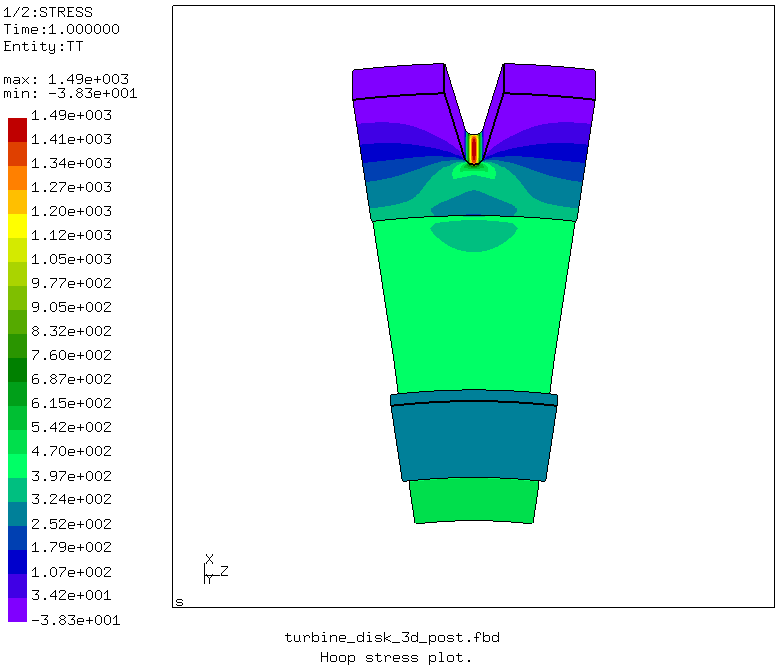 1/2:STRESS
Time:1.000000
Entity:TT
max: 1.49e+003
min: -3.83e+001
1.49e+003
1.41e+003
1.34e+003
1.27e+003
1.20e+003
1.12e+003
1.05e+003
9.77e+002
9.05e+002
8.32e+002
7.60e+002
6.87e+002
6.15e+002
5.42e+002
4.70e+002
3.97e+002
3.24e+002
2.52e+002
1.79e+002
1.07e+002
3.42e+001
-3.83e+001
X
Y
Z
s
turbine_disk_3d_post.fbd
Hoop stress plot.